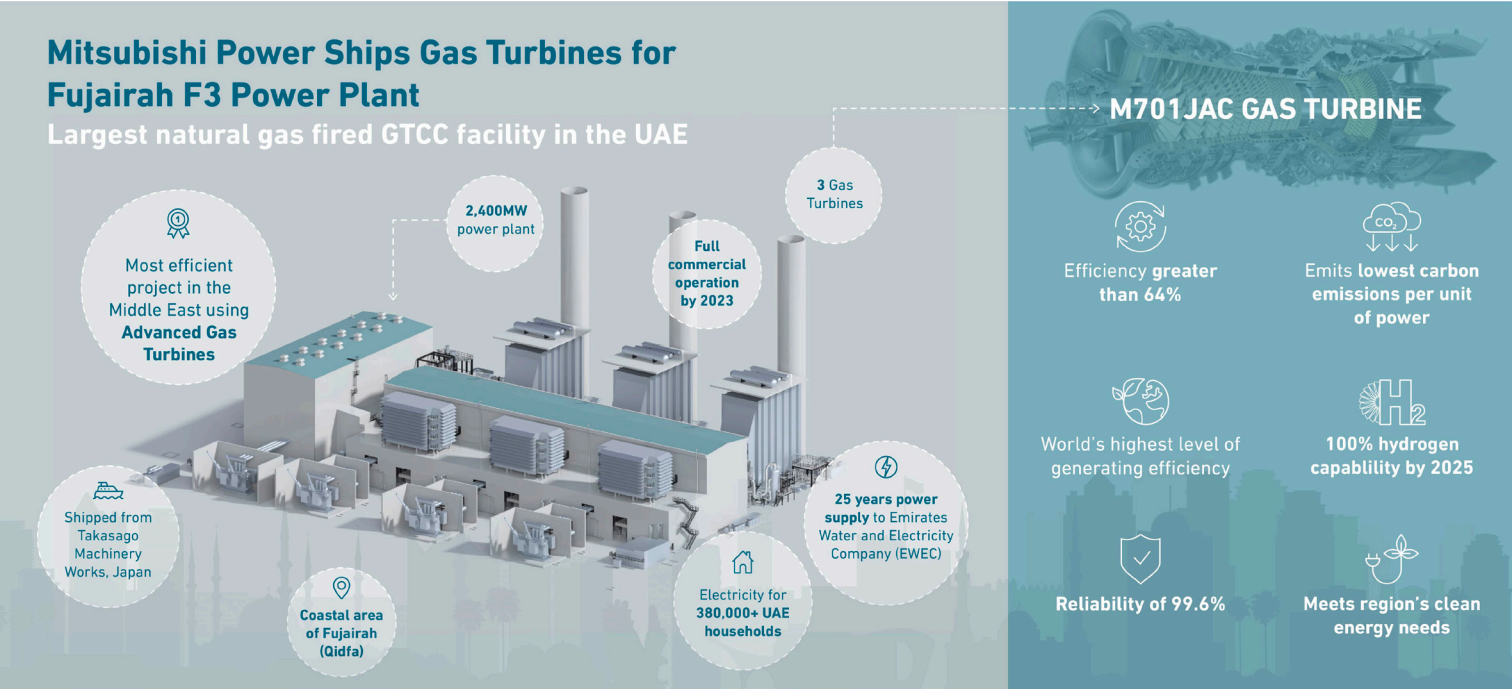 Mitsubishi Power Ships Gas Turbines for
Fujairah F3 Power Plant
Largest natural gas fired GTCC facility in the UAE
Most efficient
project in the
Middle East using
Advanced Gas
Turbines
2,400MW
power plant
Full
commercial
operation
by 2023
3 Gas
Turbines
Shipped from
Takasago
Machinery
Works, Japan
Coastal area
of Fujairah
(Qidfa)
Electricity for
380,000+ UAE
households
25 years power
supply to Emirates
Water and Electricity
Company (EWEC)
M701JAC GAS TURBINE
Efficiency greater
than 64%
CO2
Emits lowest carbon
emissions per unit
of power
World's highest level of
generating efficiency
H2
100% hydrogen
capablility by 2025
Reliability of 99.6%
Meets region's clean
energy needs